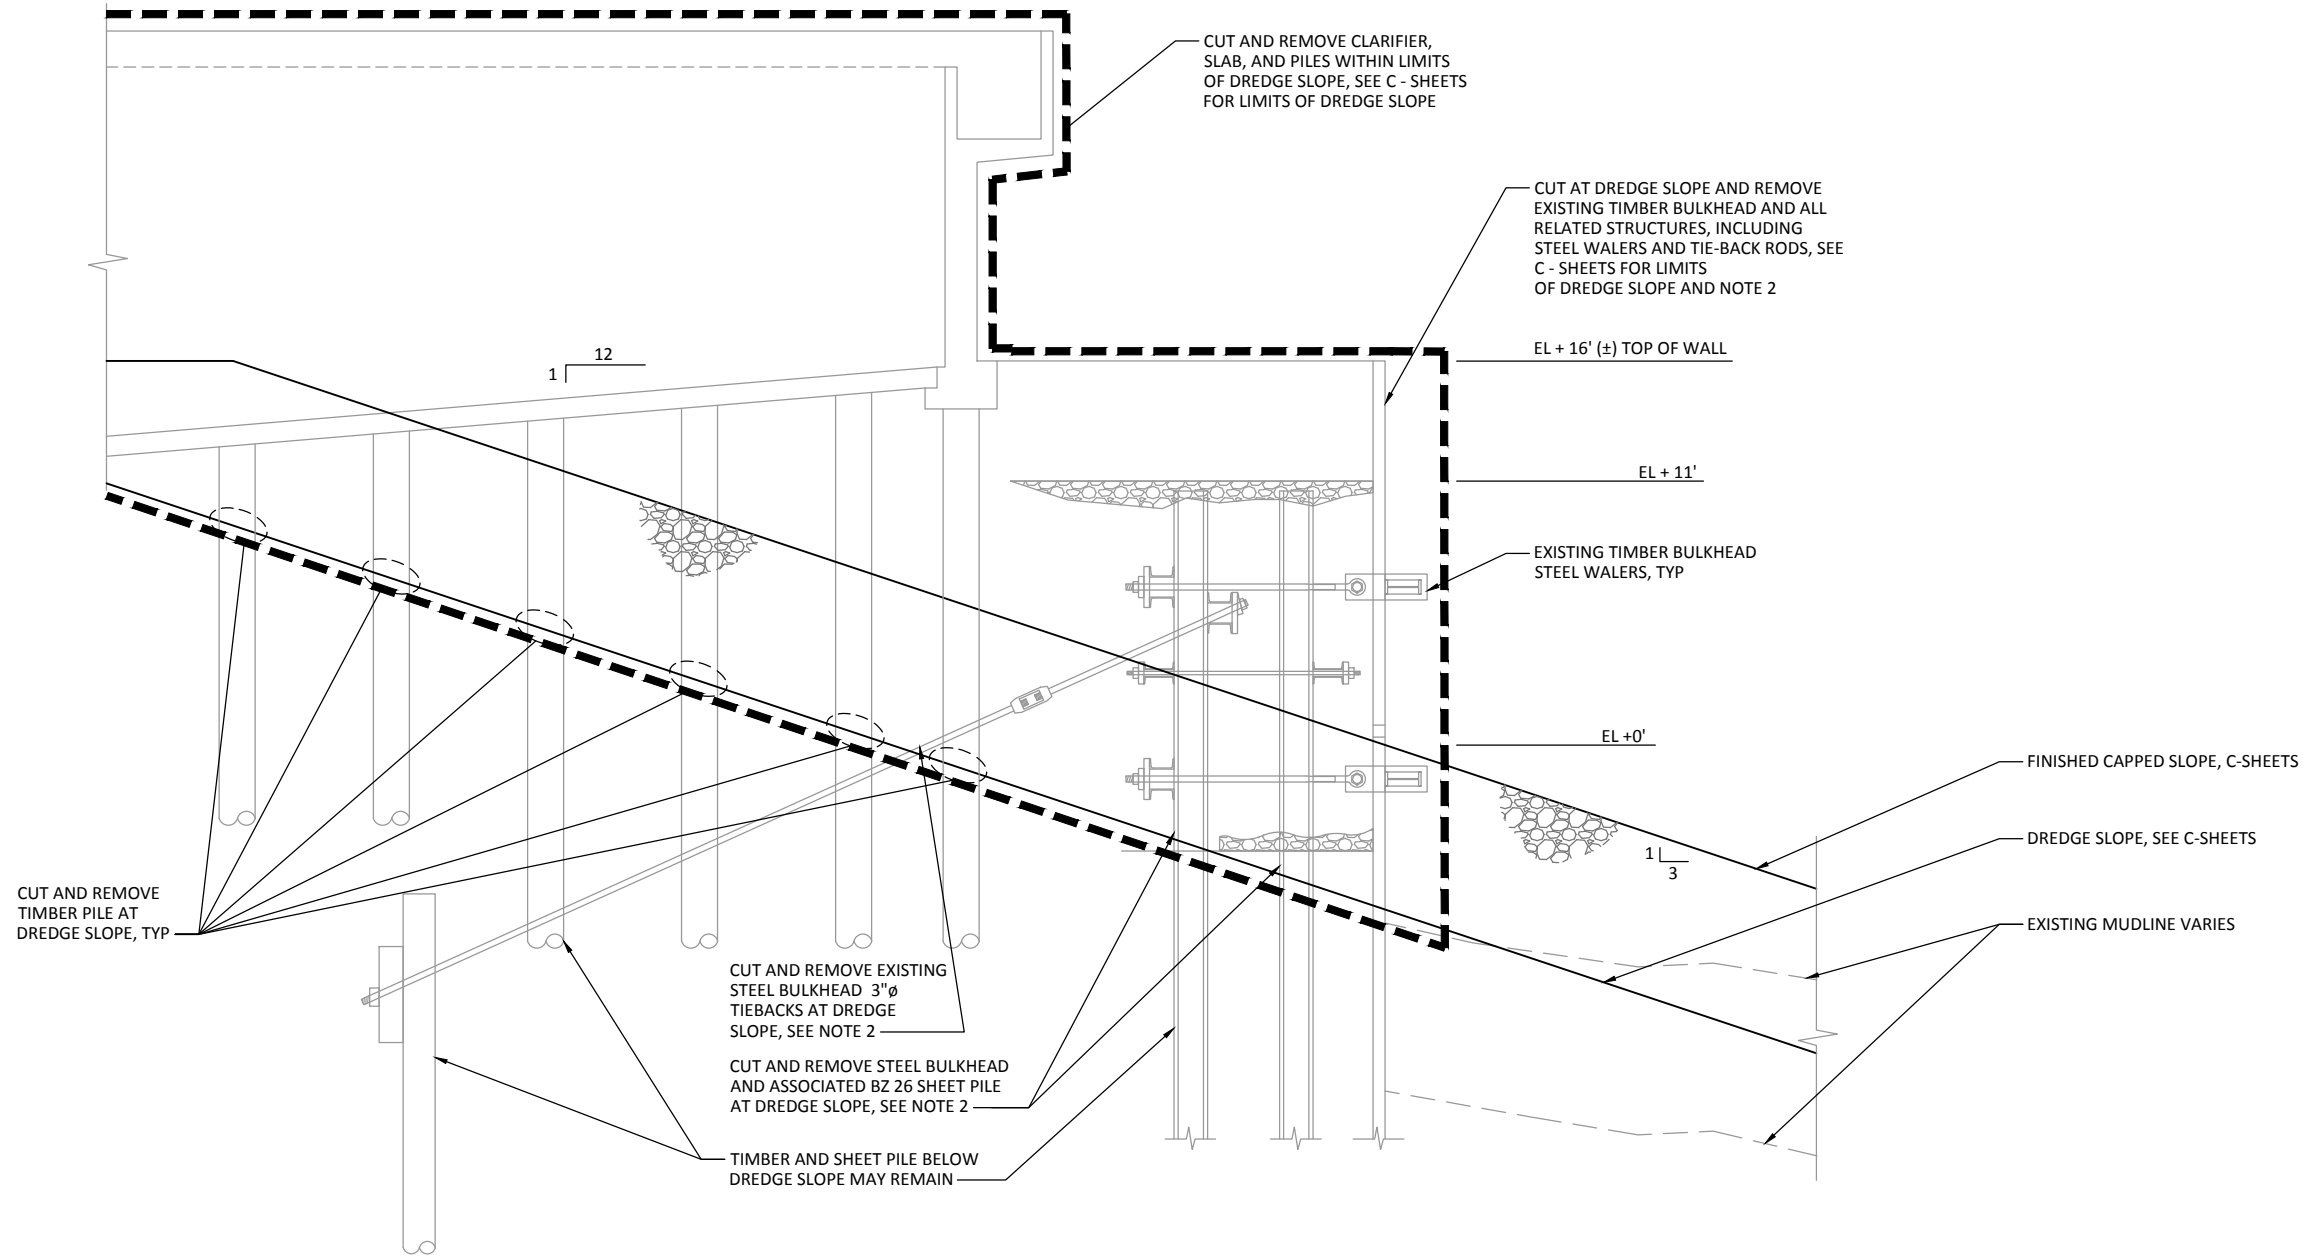 CUT AND REMOVE CLARIFIER,
SLAB, AND PILES WITHIN LIMITS
OF DREDGE SLOPE, SEE C - SHEETS
FOR LIMITS OF DREDGE SLOPE
CUT AT DREDGE SLOPE AND REMOVE
EXISTING TIMBER BULKHEAD AND ALL
RELATED STRUCTURES, INCLUDING
STEEL WALERS AND TIE-BACK RODS, SEE
C - SHEETS FOR LIMITS
OF DREDGE SLOPE AND NOTE 2
12
1
EL + 16' (±) TOP OF WALL
EL + 11'
EXISTING TIMBER BULKHEAD
STEEL WALERS, TYP
EL +0'
FINISHED CAPPED SLOPE, C-SHEETS
DREDGE SLOPE, SEE C-SHEETS
1
3
EXISTING MUDLINE VARIES
CUT AND REMOVE
TIMBER PILE AT
DREDGE SLOPE, TYP
CUT AND REMOVE EXISTING
STEEL BULKHEAD 3"ø
TIEBACKS AT DREDGE
SLOPE, SEE NOTE 2
CUT AND REMOVE STEEL BULKHEAD
AND ASSOCIATED BZ 26 SHEET PILE
AT DREDGE SLOPE, SEE NOTE 2
TIMBER AND SHEET PILE BELOW
DREDGE SLOPE MAY REMAIN